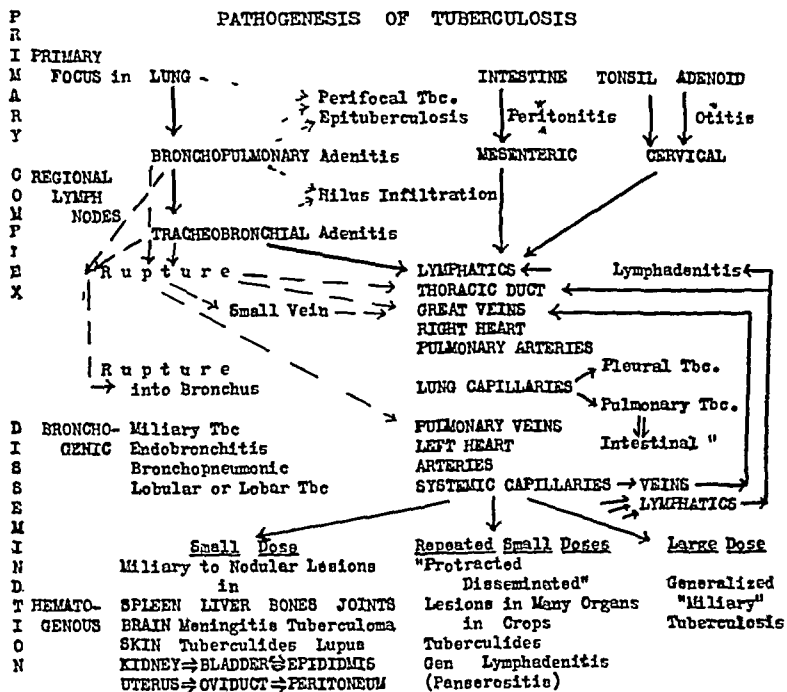 PATHOGENESIS OF TUBERCULOSIS
PRIMARY COMPLEX
PRIMARY
FOCUS in LUNG
INTESTINE TONSIL ADENOID
Perifocal Tbc.
Epituberculosis
Peritonitis
Otitis
BRONCHOPULMONARY Adenitis
MESENTERIC
CERVICAL
REGIONAL
LYMPH
NODES
Hilus Infiltration
TRACHEOBRONCHIAL Adenitis
Rupture
LYMPHATICS
Lymphadenitis
THORACIC DUCT
Small Vein
GREAT VEINS
RIGHT HEART
PULMONARY ARTERIES
Rupture
into Bronchus
LUNG CAPILLARIES
Pleural Tbc.
Pulmonary Tbc.
Intestinal "
DISSEMINDTION
BRONCHO-
GENIC
Miliary Tbc
Endobronchitis
Bronchopneumonic
Lobular or Lobar Tbc
PULMONARY VEINS
LEFT HEART
ARTERIES
SYSTEMIC CAPILLARIES → VEINS
LYMPHATICS
HEMATO-
GENOUS
Small Dose
Miliary to Nodular Lesions
in
SPLEEN LIVER BONES JOINTS
BRAIN Meningitis Tuberculoma
SKIN Tuberculides Lupus
KIDNEY⇒BLADDER⇆EPIDIDMIS
UTERUS⇒OVIDUCT⇒PERITONEUM
Repeated Small Doses
"Protracted
Disseminated"
Lesions in Many Organs
in Crops
Tuberculides
Gen Lymphadenitis
(Panserositis)
Large Dose
Generalized
"Miliary"
Tuberculosis